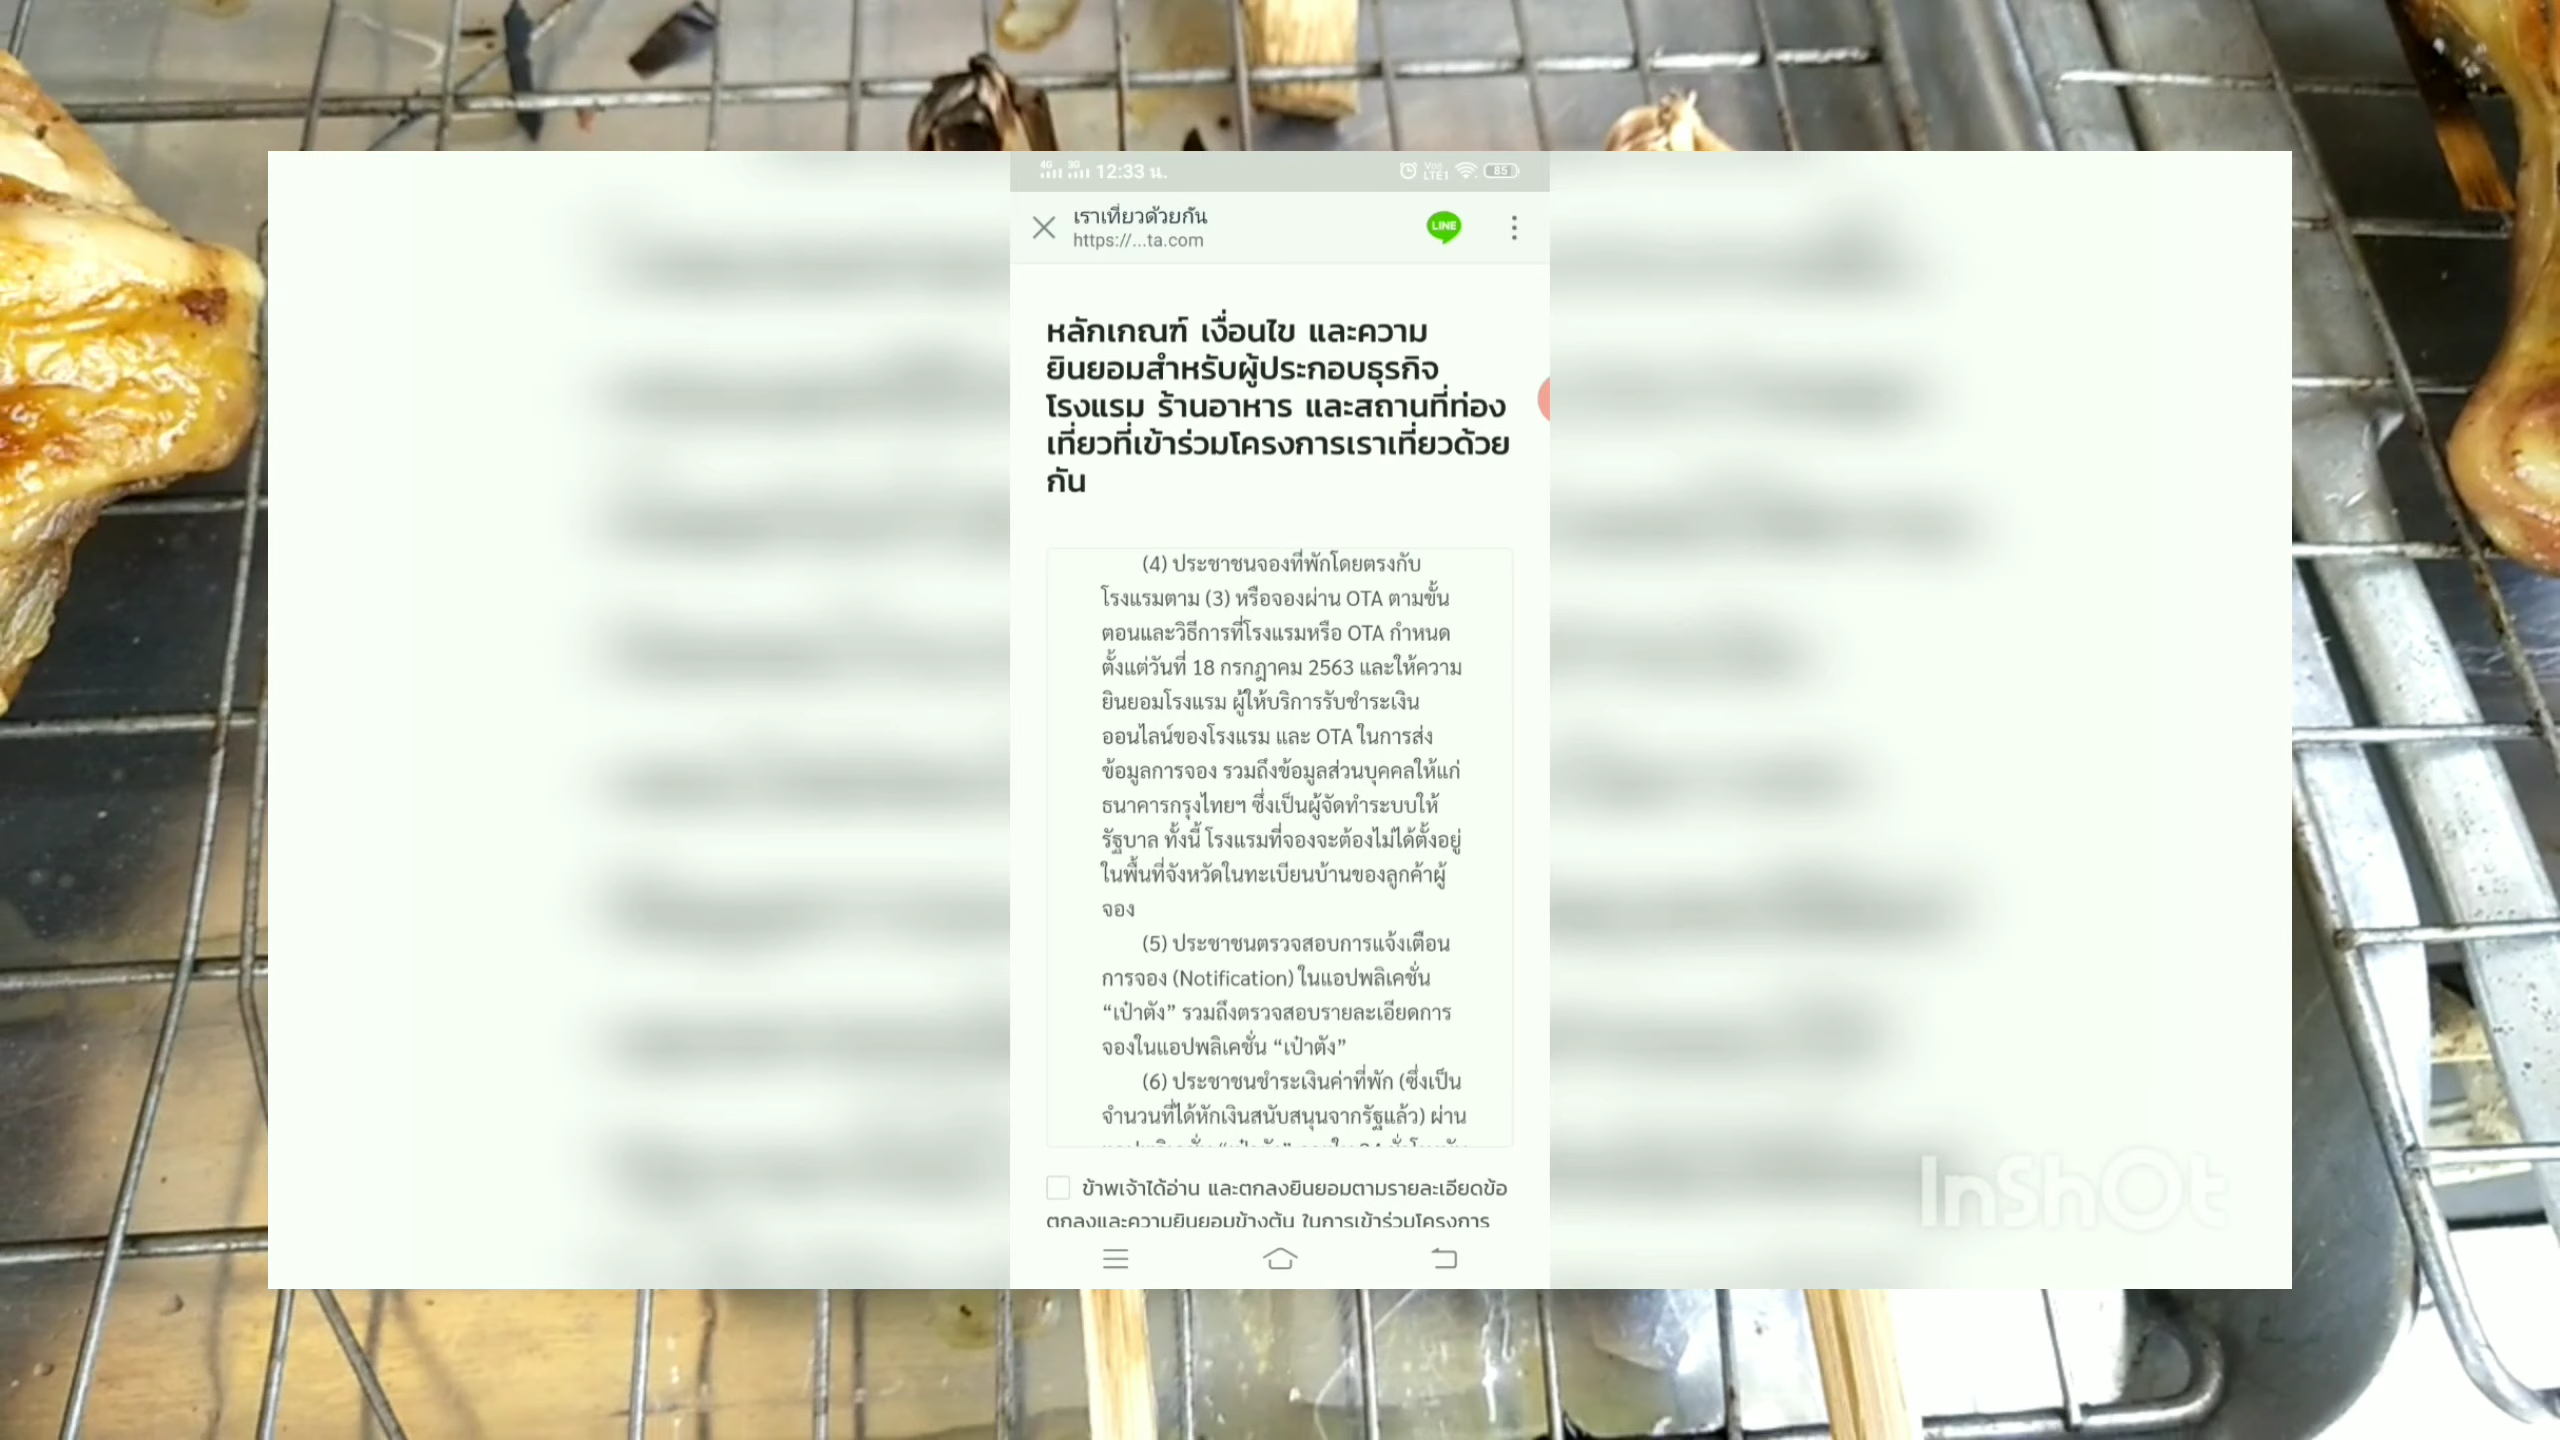 4G 3G 12:33 น. Voo LTE1 85
เราเที่ยวด้วยกัน
https://...ta.com
LINE
หลักเกณฑ์ เงื่อนไข และความ
ยินยอมสำหรับผู้ประกอบธุรกิจ
โรงแรม ร้านอาหาร และสถานที่ท่อง
เที่ยวที่เข้าร่วมโครงการเราเที่ยวด้วย
กัน
(4) ประชาชนจองที่พักโดยตรงกับ
โรงแรมตาม (3) หรือจองผ่าน OTA ตามขั้น
ตอนและวิธีการที่โรงแรมหรือ OTA กำหนด
ตั้งแต่วันที่ 18 กรกฎาคม 2563 และให้ความ
ยินยอมโรงแรม ผู้ให้บริการรับชำระเงิน
ออนไลน์ของโรงแรม และ OTA ในการส่ง
ข้อมูลการจอง รวมถึงข้อมูลส่วนบุคคลให้แก่
ธนาคารกรุงไทยฯ ซึ่งเป็นผู้จัดทำระบบให้
รัฐบาล ทั้งนี้ โรงแรมที่จองจะต้องไม่ได้ตั้งอยู่
ในพื้นที่จังหวัดในทะเบียนบ้านของลูกค้าผู้
จอง
(5) ประชาชนตรวจสอบการแจ้งเตือน
การจอง (Notification) ในแอปพลิเคชั่น
“เป๋าตัง” รวมถึงตรวจสอบรายละเอียดการ
จองในแอปพลิเคชั่น “เป๋าตัง”
(6) ประชาชนชำระเงินค่าที่พัก (ซึ่งเป็น
จำนวนที่ได้หักเงินสนับสนุนจากรัฐแล้ว) ผ่าน
ข้าพเจ้าได้อ่าน และตกลงยินยอมตามรายละเอียดข้อ
ตกลงและความยินยอมข้างต้น ในการเข้าร่วมโครงการ
InShOt